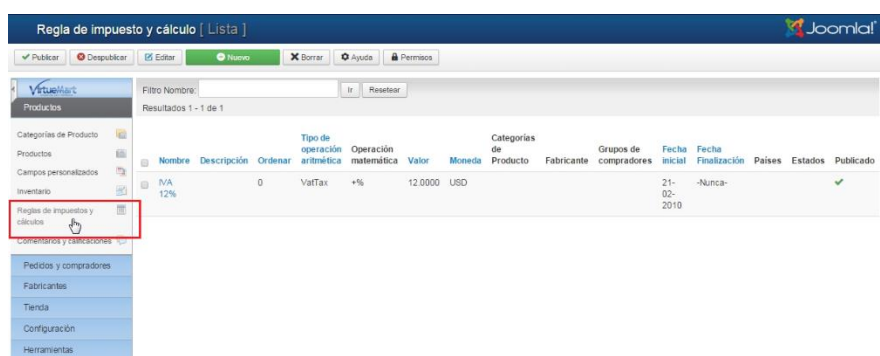 Regla de impuesto y cálculo [ Lista ]
Joomla!
Publicar Despublicar Editar Nuevo Borrar Ayuda Permisos
VirtueMart
Productos
Categorías de Producto
Productos
Campos personalizados
Inventario
Reglas de impuestos y
cálculos
Comentarios y calificaciones
Pedidos y compradores
Fabricantes
Tienda
Configuración
Herramientas
Filtro Nombre: Ir Resetear
Resultados 1 - 1 de 1
Nombre Descripción Ordenar Tipo de operación aritmética Operación matemática Valor Moneda Categorías de Producto Fabricante Grupos de compradores Fecha inicial Fecha Finalización Países Estados Publicado
IVA 12% 0 VatTax +% 12.0000 USD 21-02-2010 -Nunca-